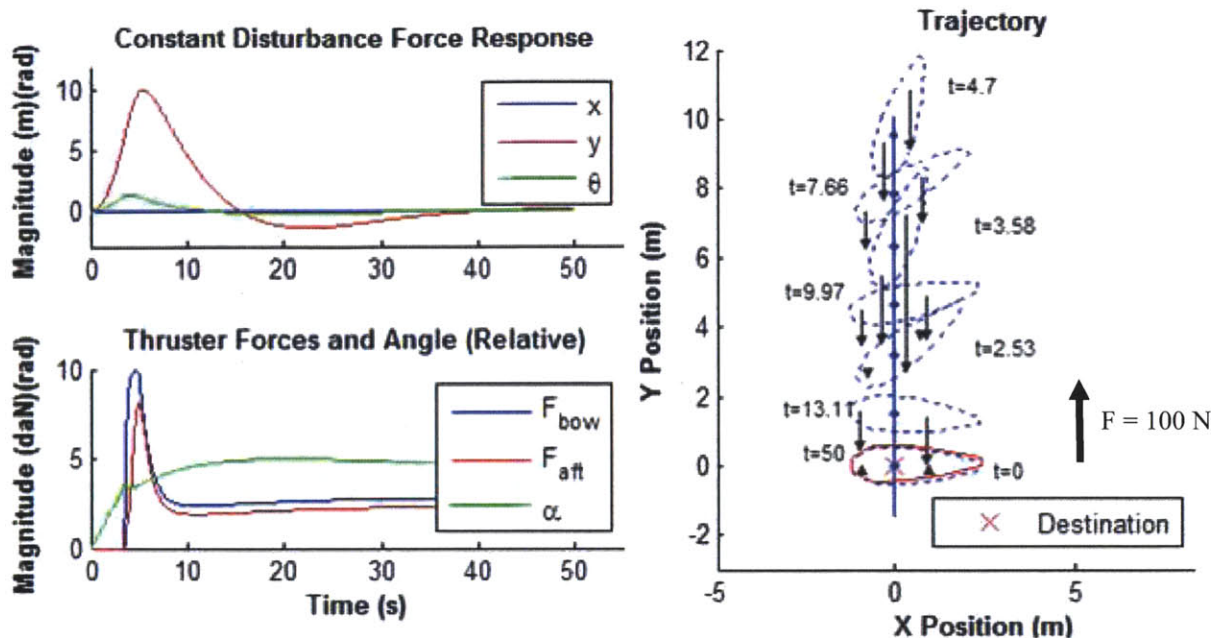 Constant Disturbance Force Response
Magnitude (m)(rad)
10
5
0
0 10 20 30 40 50
x
y
θ
Thruster Forces and Angle (Relative)
Magnitude (daN)(rad)
10
5
0
0 10 20 30 40 50
Time (s)
F_bow
F_aft
α
Trajectory
Y Position (m)
12
10
8
6
4
2
0
-2
-5 0 5
X Position (m)
t=4.7
t=7.66
t=3.58
t=9.97
t=2.53
t=13.11
t=50
t=0
F = 100 N
Destination